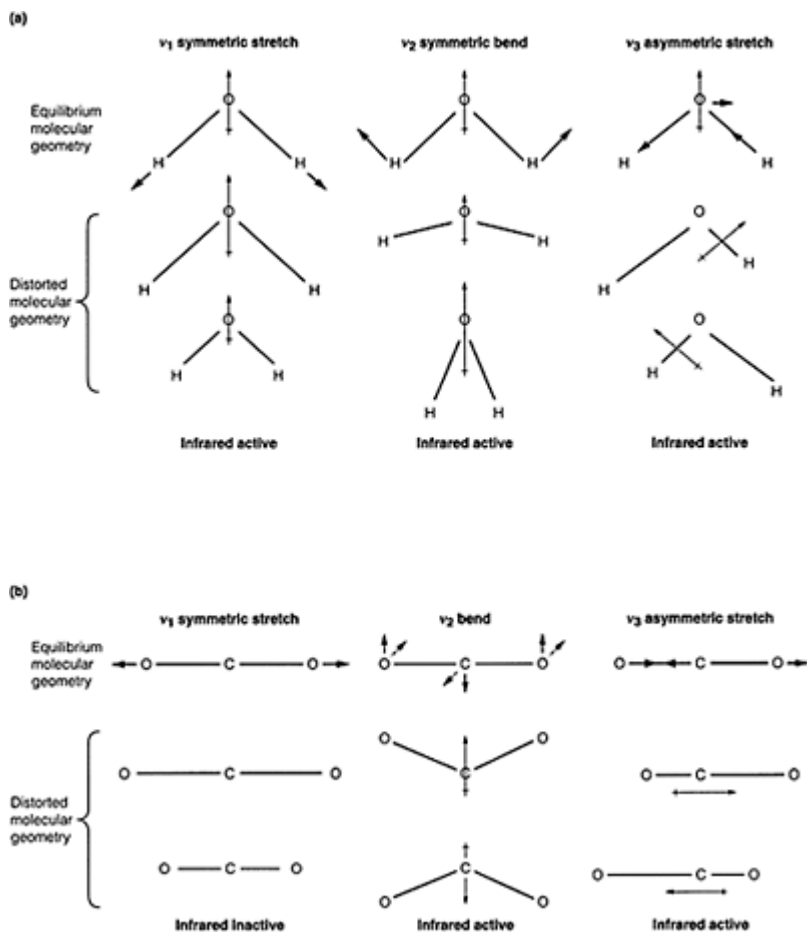 (a)
ν₁ symmetric stretch ν₂ symmetric bend ν₃ asymmetric stretch
Equilibrium
molecular
geometry
O O O
H H H H H H
O O O
H H H
Distorted
molecular
geometry
H H
O O O
H H H
H H H
Infrared active Infrared active Infrared active
(b)
ν₁ symmetric stretch ν₂ bend ν₃ asymmetric stretch
Equilibrium
molecular
geometry
O C O O C O O C O
O O
O C O C O C O
Distorted
molecular
geometry
O C O C O C O
O O
Infrared inactive Infrared active Infrared active